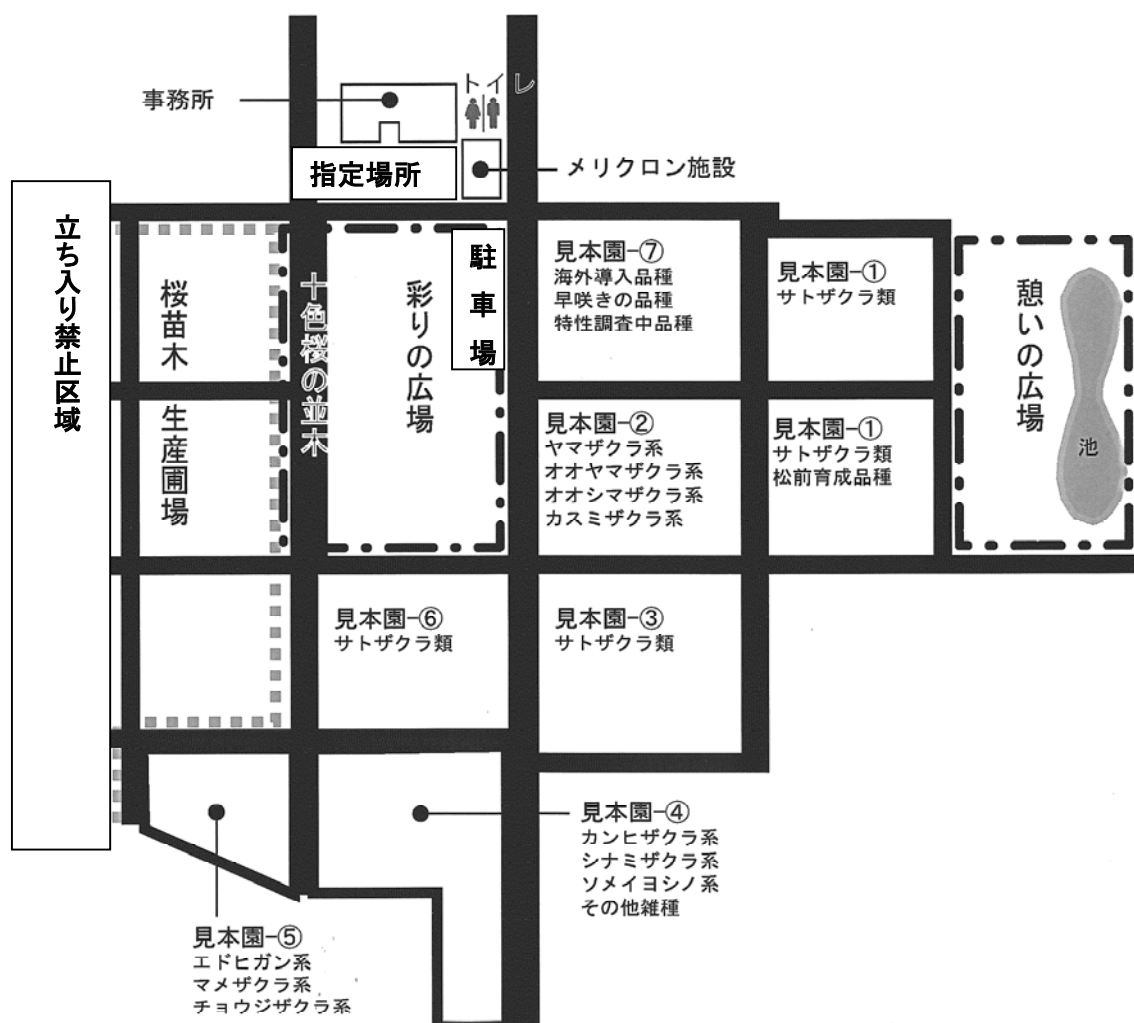 トイレ
事務所
指定場所
メリクロン施設
立ち入り禁止区域
桜苗木
生産圃場
十色桜の並木
彩りの広場
駐車場
見本園-⑦
海外導入品種
早咲きの品種
特性調査中品種
見本園-①
サトザクラ類
憩いの広場
池
見本園-②
ヤマザクラ系
オオヤマザクラ系
オオシマザクラ系
カスミザクラ系
見本園-①
サトザクラ類
松前育成品種
見本園-⑥
サトザクラ類
見本園-③
サトザクラ類
見本園-④
カンヒザクラ系
シナミザクラ系
ソメイヨシノ系
その他雑種
見本園-⑤
エドヒガン系
マメザクラ系
チョウジザクラ系